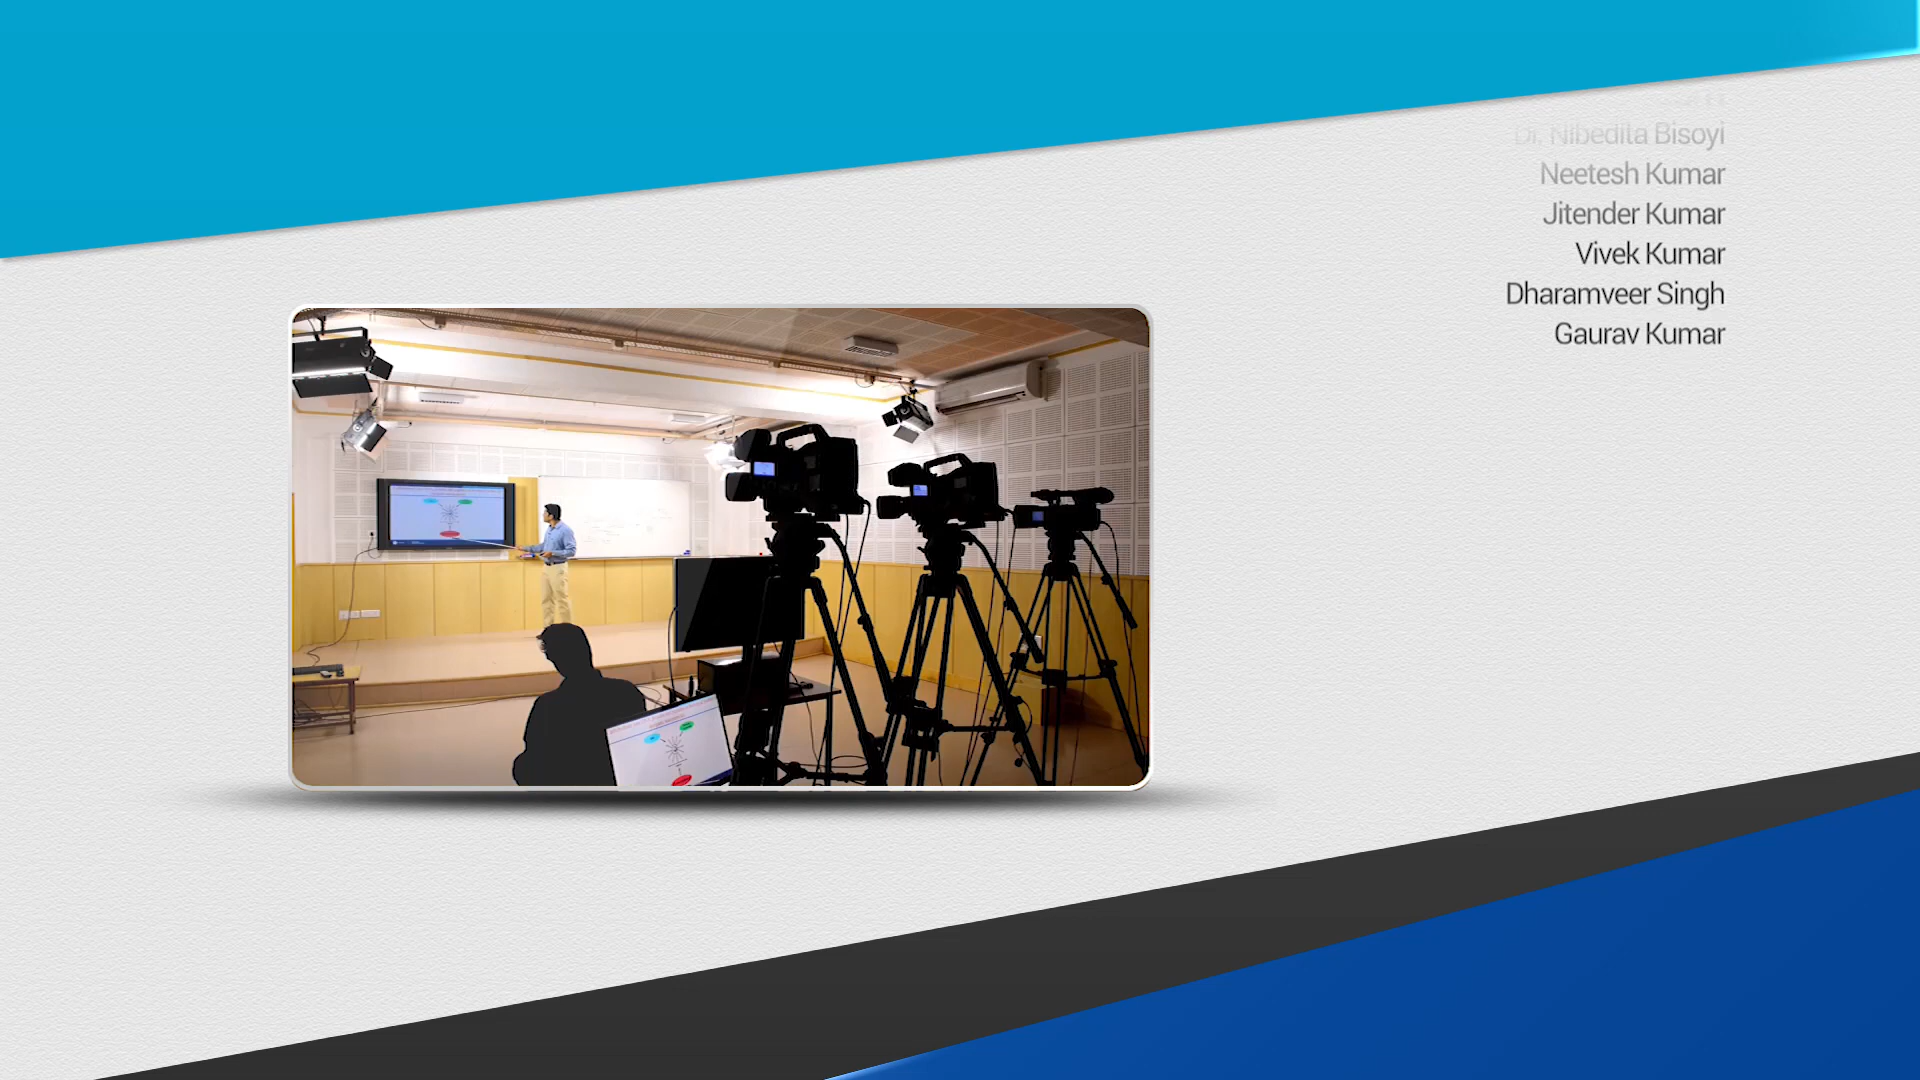 Dr. Nibedita Bisoyi
Neetesh Kumar
Jitender Kumar
Vivek Kumar
Dharamveer Singh
Gaurav Kumar